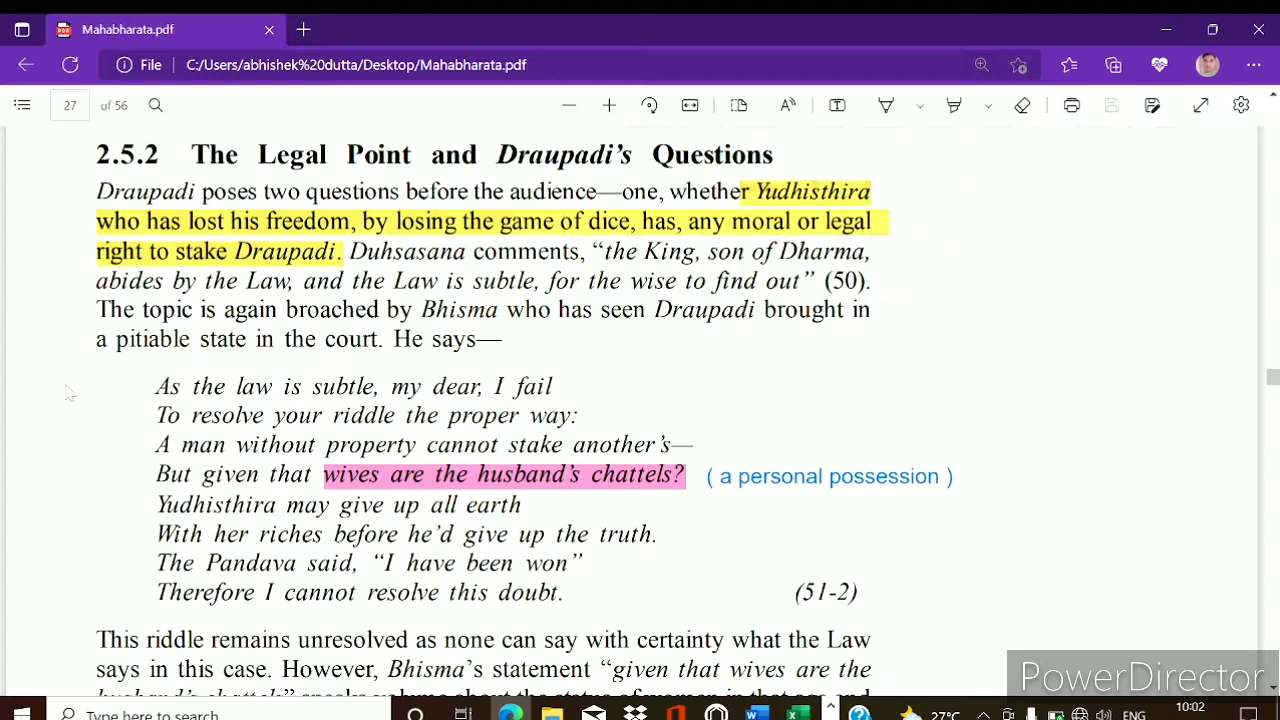 Mahabharata.pdf
File C:/Users/abhishek%20dutta/Desktop/Mahabharata.pdf
27 of 56
2.5.2 The Legal Point and Draupadi's Questions
Draupadi poses two questions before the audience—one, whether Yudhisthira
who has lost his freedom, by losing the game of dice, has, any moral or legal
right to stake Draupadi. Duhsasana comments, “the King, son of Dharma,
abides by the Law, and the Law is subtle, for the wise to find out” (50).
The topic is again broached by Bhisma who has seen Draupadi brought in
a pitiable state in the court. He says—
As the law is subtle, my dear, I fail
To resolve your riddle the proper way:
A man without property cannot stake another's—
But given that wives are the husband's chattels? ( a personal possession )
Yudhisthira may give up all earth
With her riches before he'd give up the truth.
The Pandava said, “I have been won”
Therefore I cannot resolve this doubt. (51-2)
This riddle remains unresolved as none can say with certainty what the Law
says in this case. However, Bhisma's statement “given that wives are the
PowerDirector
Type here to search
27°C ENG 10:02